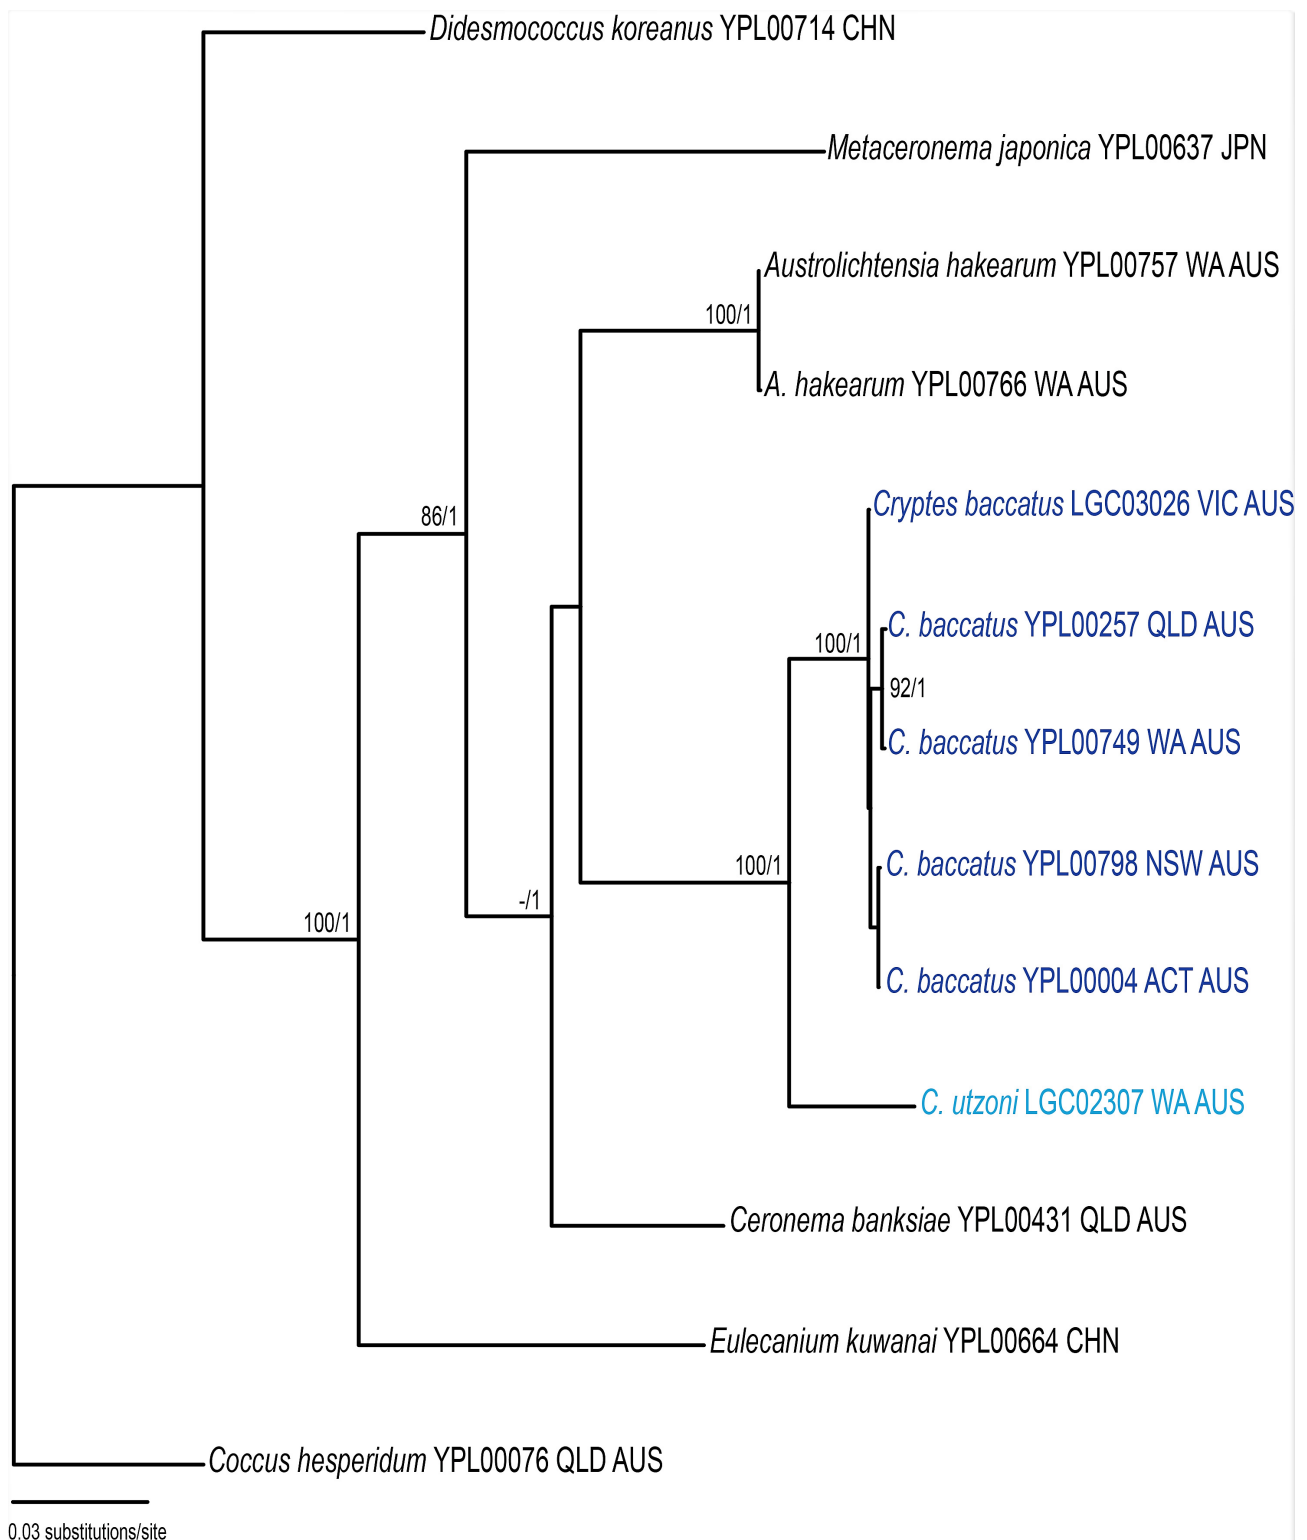 Didesmococcus koreanus YPL00714 CHN
Metaceronema japonica YPL00637 JPN
Austrolichtensia hakearum YPL00757 WA AUS
100/1
A. hakearum YPL00766 WA AUS
Cryptes baccatus LGC03026 VIC AUS
86/1
C. baccatus YPL00257 QLD AUS
100/1
92/1
C. baccatus YPL00749 WA AUS
C. baccatus YPL00798 NSW AUS
100/1
-/1
100/1
C. baccatus YPL00004 ACT AUS
C. utzoni LGC02307 WA AUS
Ceronema banksiae YPL00431 QLD AUS
Eulecanium kuwanai YPL00664 CHN
Coccus hesperidum YPL00076 QLD AUS
0.03 substitutions/site